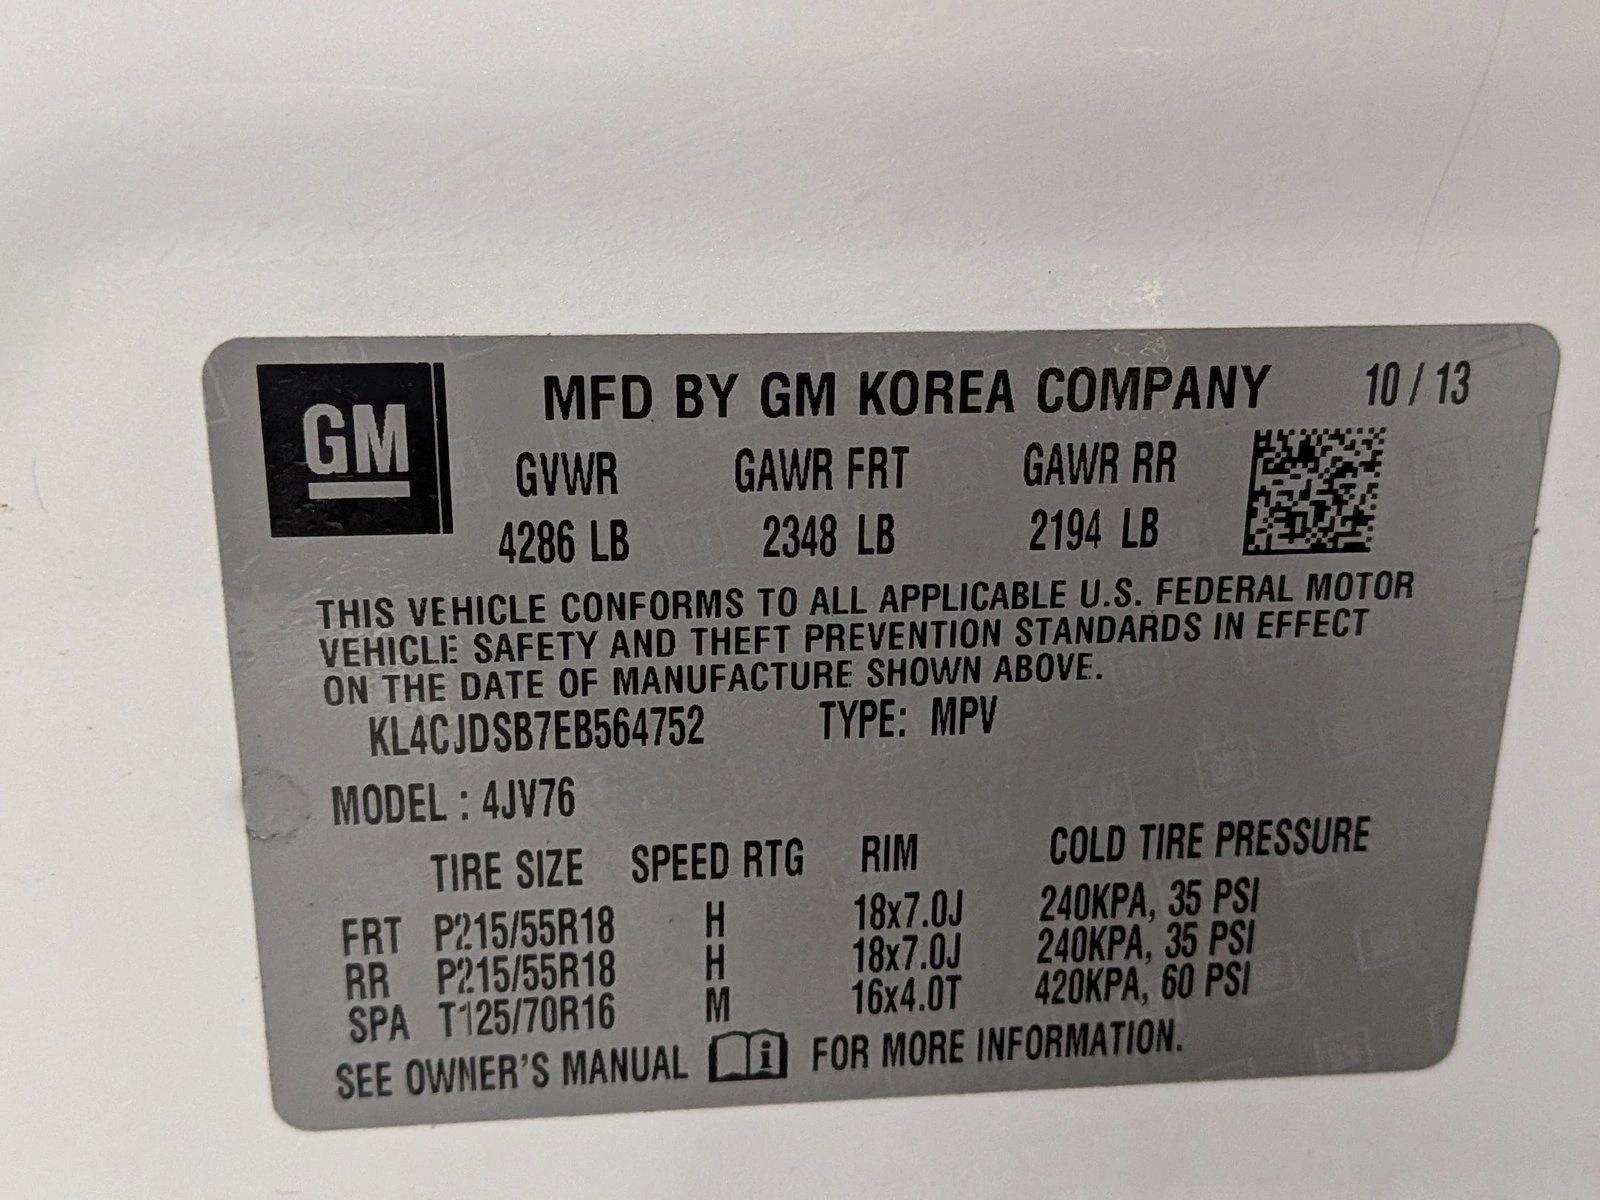 GM
MFD BY GM KOREA COMPANY 10 / 13
GVWR GAWR FRT GAWR RR
4286 LB 2348 LB 2194 LB
THIS VEHICLE CONFORMS TO ALL APPLICABLE U.S. FEDERAL MOTOR
VEHICLE SAFETY AND THEFT PREVENTION STANDARDS IN EFFECT
ON THE DATE OF MANUFACTURE SHOWN ABOVE.
KL4CJDSB7EB564752 TYPE: MPV
MODEL : 4JV76
TIRE SIZE SPEED RTG RIM COLD TIRE PRESSURE
FRT P215/55R18 H 18x7.0J 240KPA, 35 PSI
RR P215/55R18 H 18x7.0J 240KPA, 35 PSI
SPA T125/70R16 M 16x4.0T 420KPA, 60 PSI
SEE OWNER'S MANUAL i FOR MORE INFORMATION.